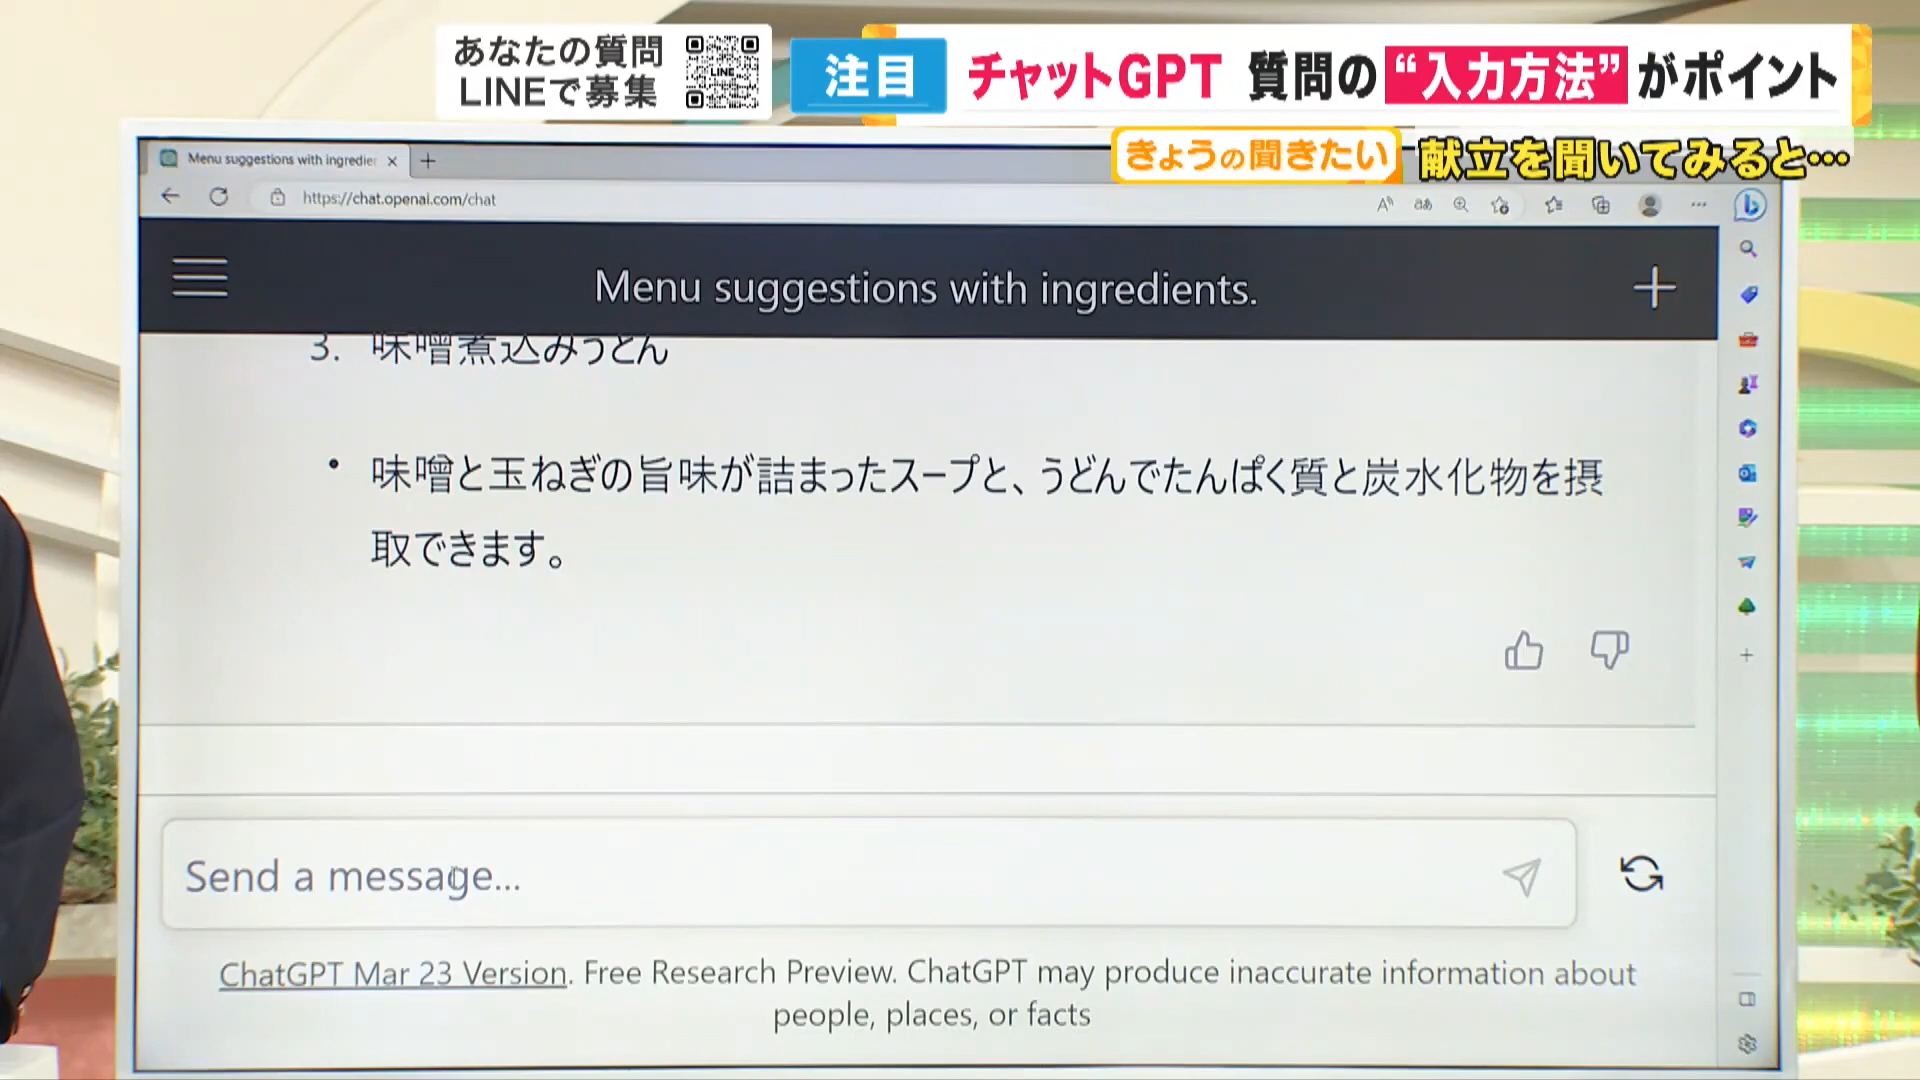 あなたの質問
LINEで募集
LINE
注目
チャットGPT 質問の“入力方法”がポイント
きょうの聞きたい
献立を聞いてみると…
Menu suggestions with ingredier
https://chat.openai.com/chat
Menu suggestions with ingredients.
3. 味噌煮込みうどん
• 味噌と玉ねぎの旨味が詰まったスープと、うどんでたんぱく質と炭水化物を摂
取できます。
Send a message...
ChatGPT Mar 23 Version. Free Research Preview. ChatGPT may produce inaccurate information about
people, places, or facts